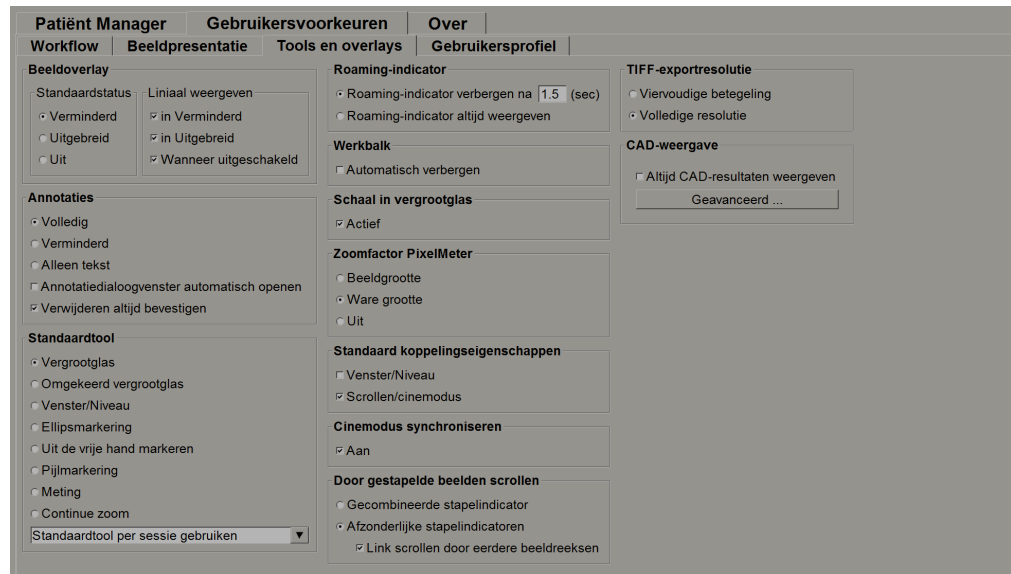 Patiënt Manager
Gebruikersvoorkeuren
Over
Workflow
Beeldpresentatie
Tools en overlays
Gebruikersprofiel
Beeldoverlay
Standaardstatus
Verminderd
Uitgebreid
Uit
Liniaal weergeven
in Verminderd
in Uitgebreid
Wanneer uitgeschakeld
Annotaties
Volledig
Verminderd
Alleen tekst
Annotatiedialoogvenster automatisch openen
Verwijderen altijd bevestigen
Standaardtool
Vergrootglas
Omgekeerd vergrootglas
Venster/Niveau
Ellipsmarkering
Uit de vrije hand markeren
Pijlmarkering
Meting
Continue zoom
Standaardtool per sessie gebruiken
Roaming-indicator
Roaming-indicator verbergen na 1.5 (sec)
Roaming-indicator altijd weergeven
Werkbalk
Automatisch verbergen
Schaal in vergrootglas
Actief
Zoomfactor PixelMeter
Beeldgrootte
Ware grootte
Uit
Standaard koppelingseigenschappen
Venster/Niveau
Scrollen/cinemodus
Cinemodus synchroniseren
Aan
Door gestapelde beelden scrollen
Gecombineerde stapelindicator
Afzonderlijke stapelindicatoren
Link scrollen door eerdere beeldreeksen
TIFF-exportresolutie
Viervoudige betegeling
Volledige resolutie
CAD-weergave
Altijd CAD-resultaten weergeven
Geavanceerd ...